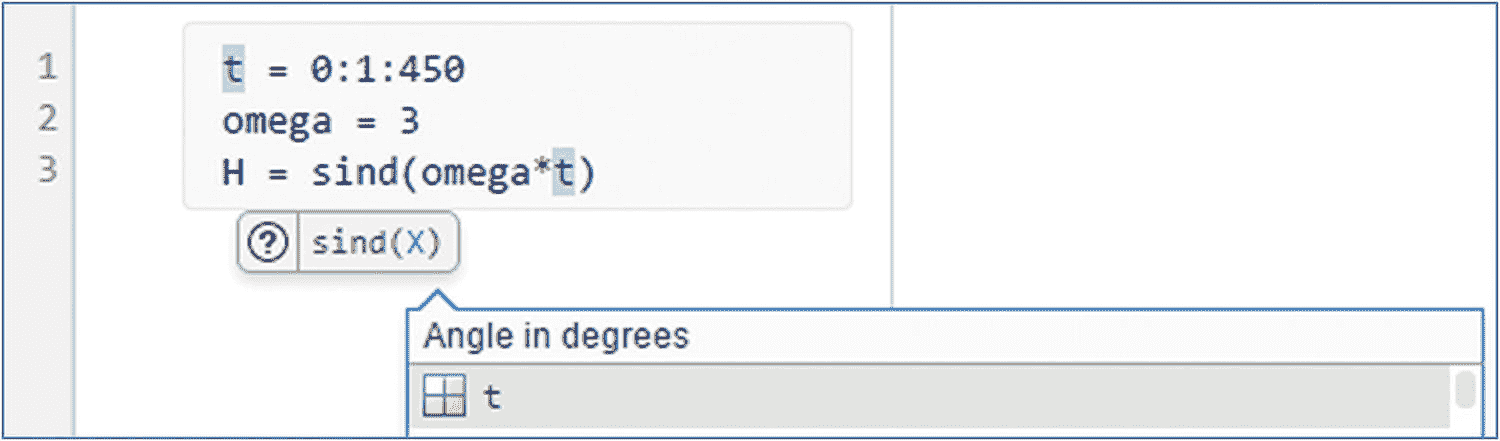 1 t = 0:1:450
2 omega = 3
3 H = sind(omega*t)
? sind(X)
Angle in degrees
t